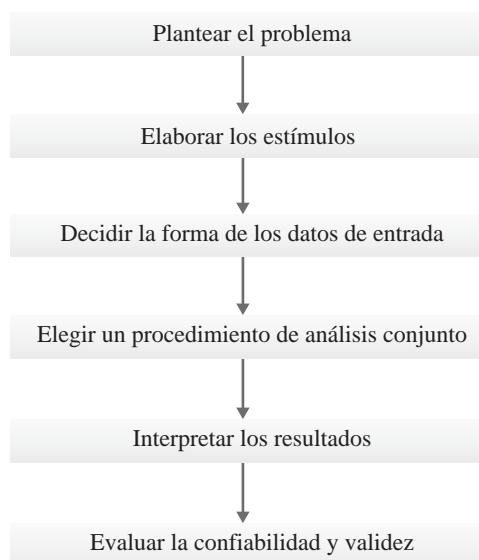 Plantear el problema
Elaborar los estímulos
Decidir la forma de los datos de entrada
Elegir un procedimiento de análisis conjunto
Interpretar los resultados
Evaluar la confiabilidad y validez